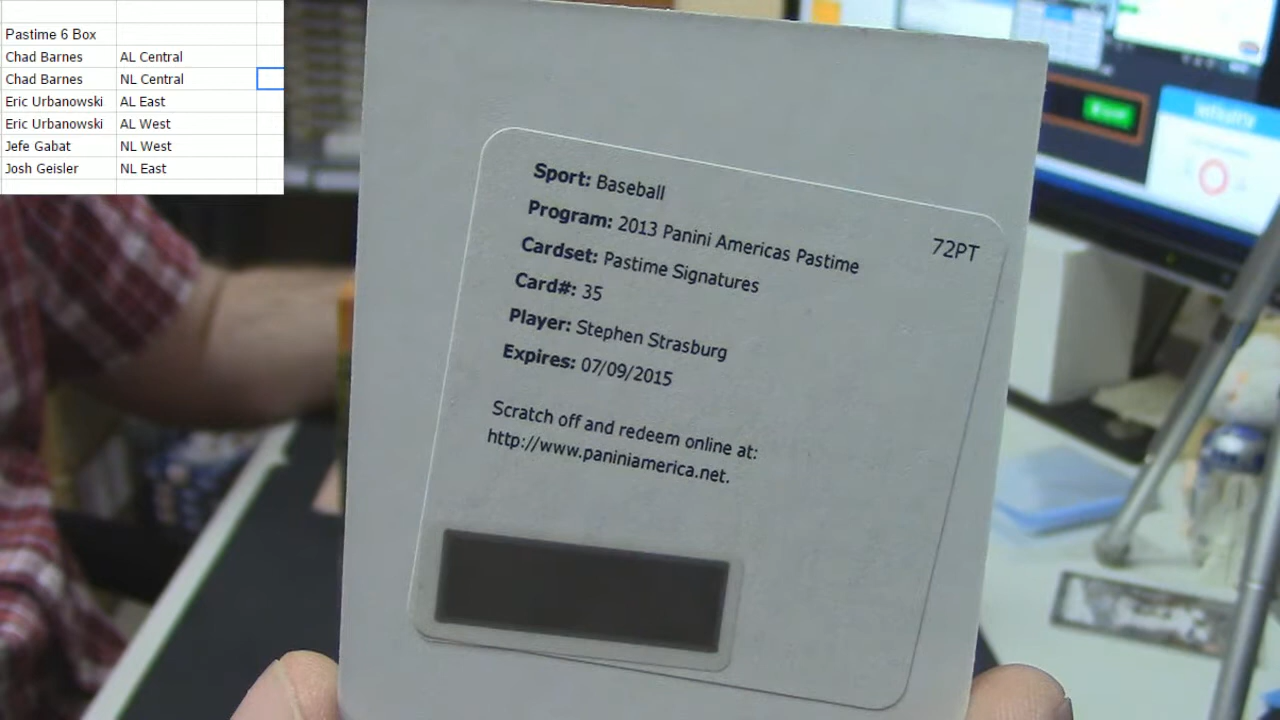 Pastime 6 Box
Chad Barnes AL Central
Chad Barnes NL Central
Eric Urbanowski AL East
Eric Urbanowski AL West
Jefe Gabat NL West
Josh Geisler NL East
Sport: Baseball
Program: 2013 Panini Americas Pastime
72PT
Cardset: Pastime Signatures
Card#: 35
Player: Stephen Strasburg
Expires: 07/09/2015
Scratch off and redeem online at:
http://www.paniniamerica.net.